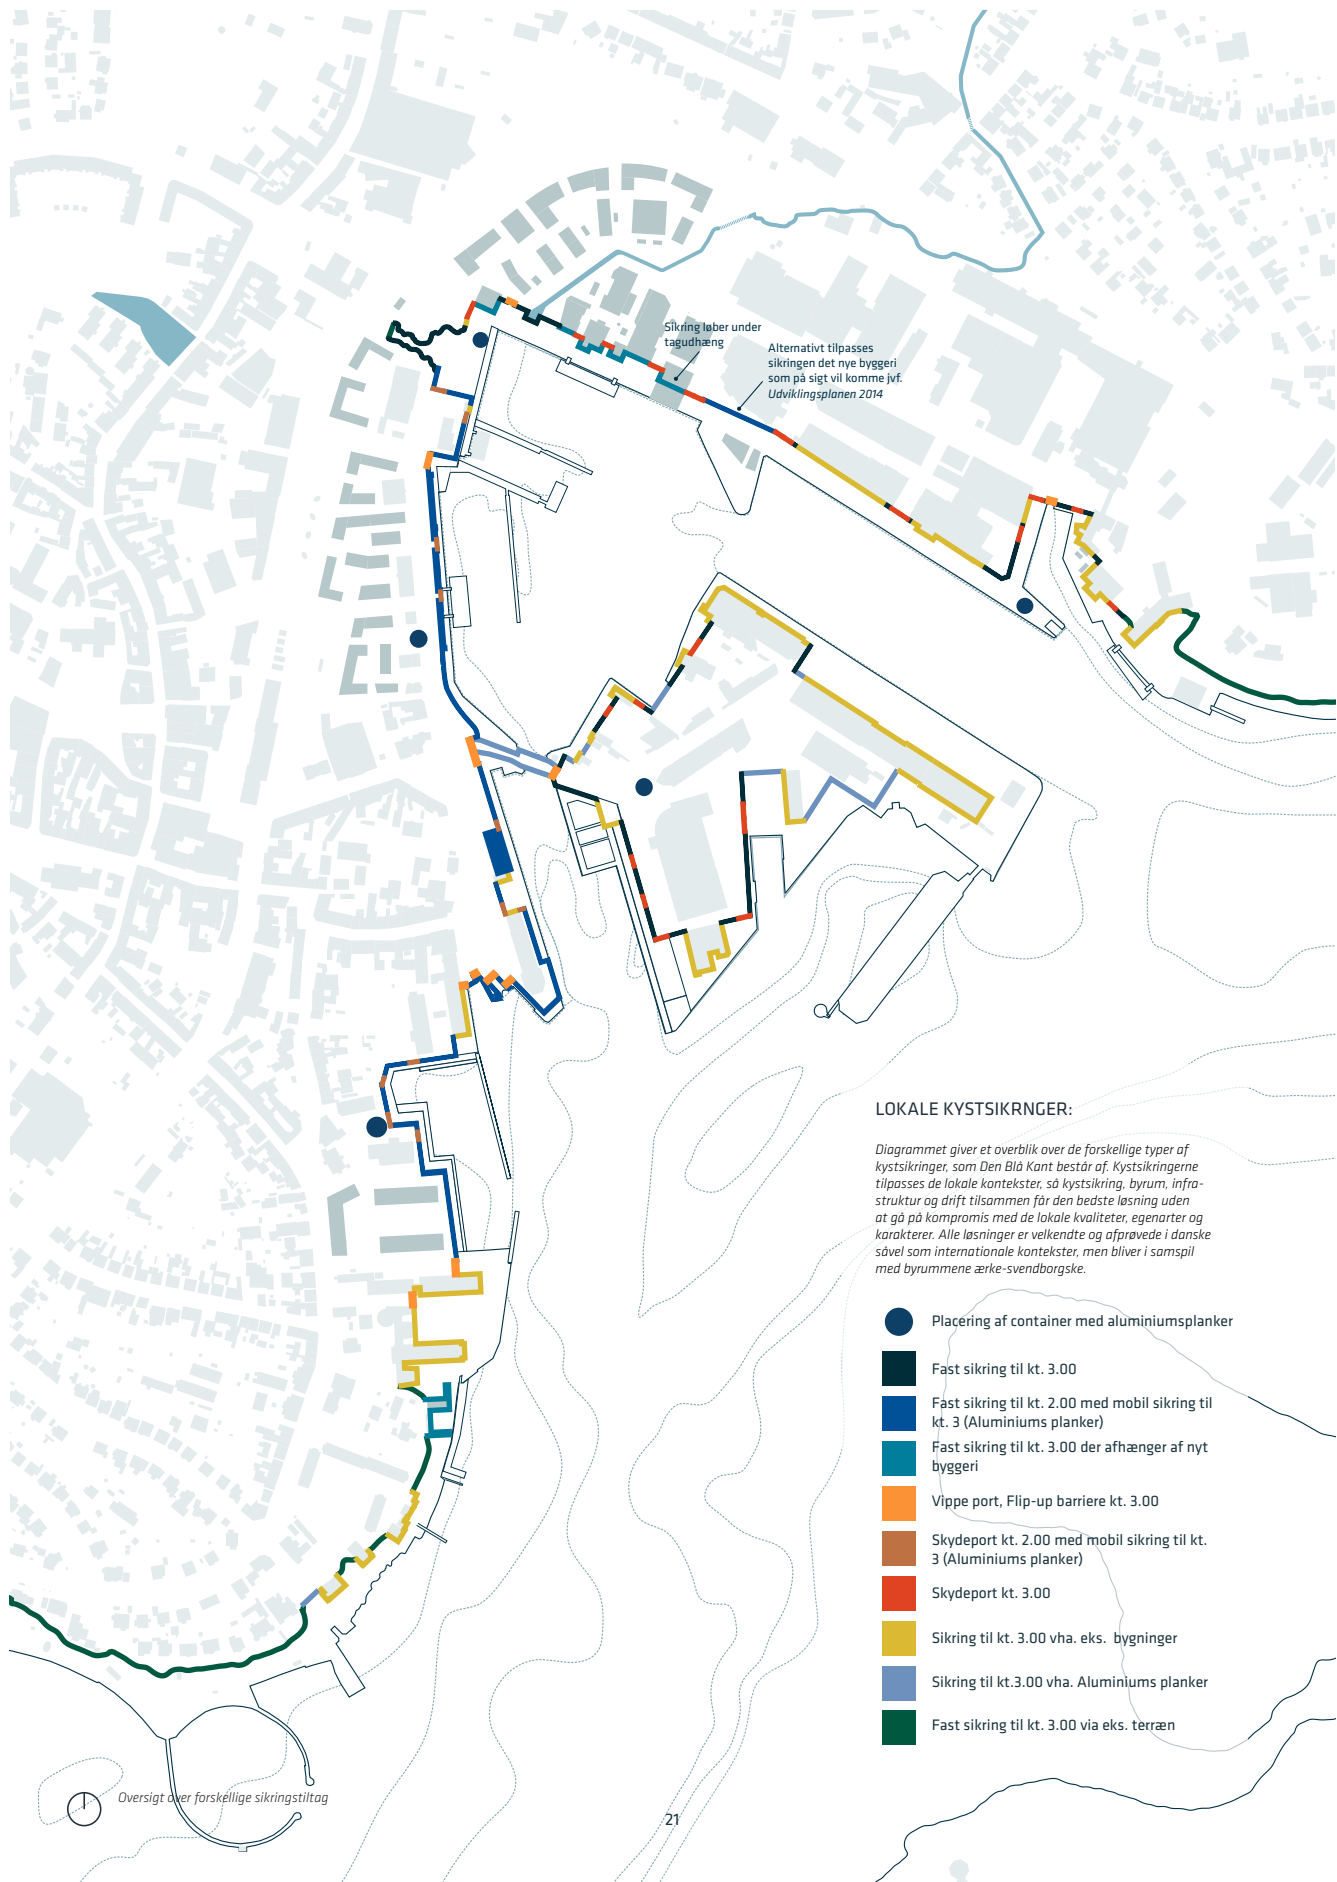 Sikring løber under
tagudhæng
Alternativt tilpasses
sikringen det nye byggeri
som på sigt vil komme jvf.
Udviklingsplanen 2014
LOKALE KYSTSIKRNGER:
Diagrammet giver et overblik over de forskellige typer af
kystsikringer, som Den Blå Kant består af. Kystsikringerne
tilpasses de lokale kontekster, så kystsikring, byrum, infra-
struktur og drift tilsammen får den bedste løsning uden
at gå på kompromis med de lokale kvaliteter, egenarter og
karakterer. Alle løsninger er velkendte og afprøvede i danske
såvel som internationale kontekster, men bliver i samspil
med byrummene ærke-svendborgske.
Placering af container med aluminiumsplanker
Fast sikring til kt. 3.00
Fast sikring til kt. 2.00 med mobil sikring til
kt. 3 (Aluminiums planker)
Fast sikring til kt. 3.00 der afhænger af nyt
byggeri
Vippe port, Flip-up barriere kt. 3.00
Skydeport kt. 2.00 med mobil sikring til kt.
3 (Aluminiums planker)
Skydeport kt. 3.00
Sikring til kt. 3.00 vha. eks. bygninger
Sikring til kt.3.00 vha. Aluminiums planker
Fast sikring til kt. 3.00 via eks. terræn
Oversigt over forskellige sikringstiltag
21